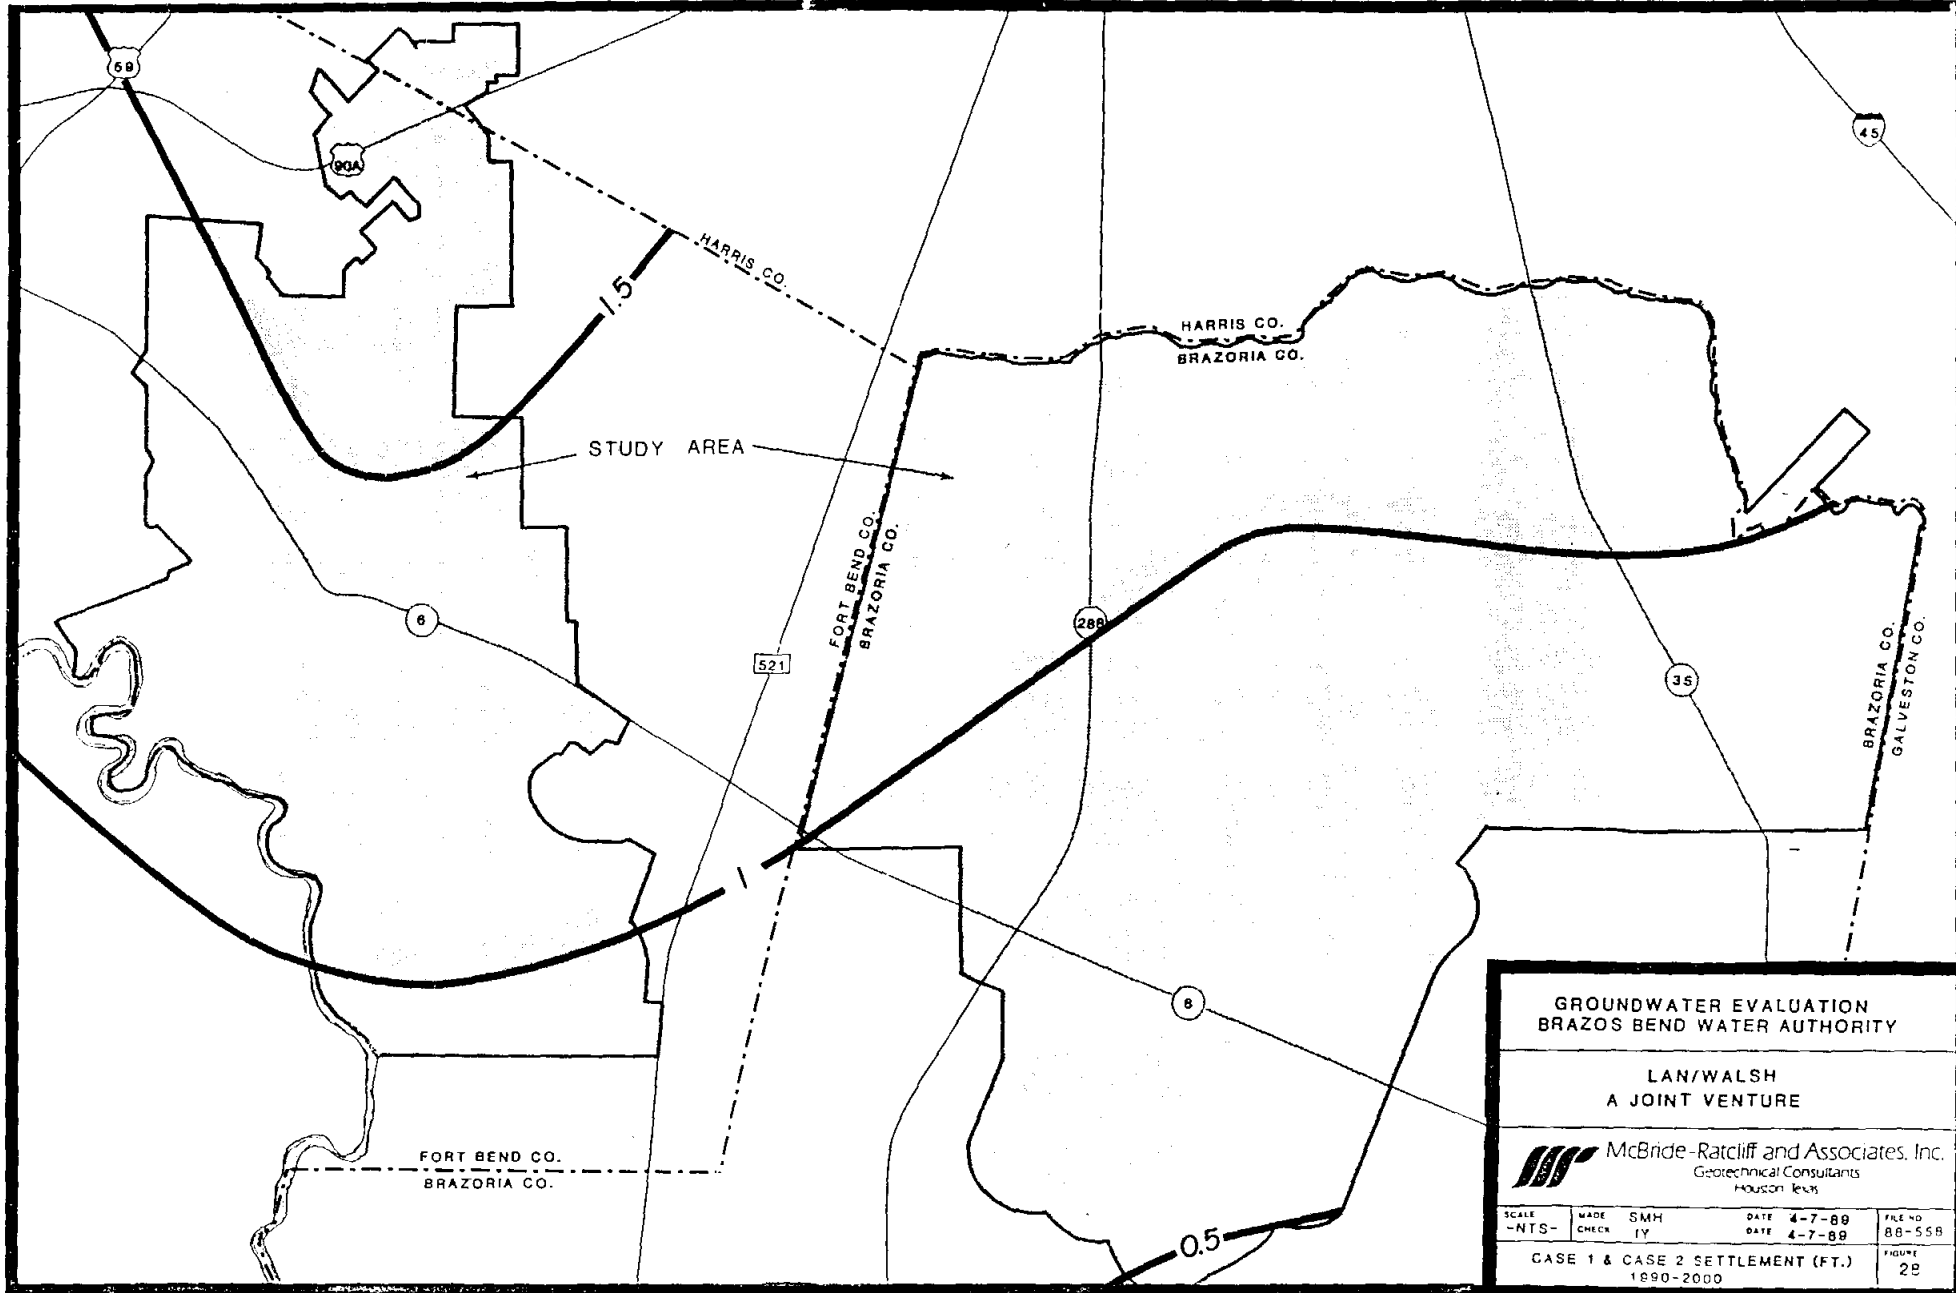 59
90A
45
HARRIS CO.
1.5
HARRIS CO.
BRAZORIA CO.
STUDY AREA
FORT BEND CO.
BRAZORIA CO.
6
521
288
35
BRAZORIA CO.
GALVESTON CO.
1
6
FORT BEND CO.
BRAZORIA CO.
0.5
GROUNDWATER EVALUATION
BRAZOS BEND WATER AUTHORITY
LAN/WALSH
A JOINT VENTURE
McBride-Ratcliff and Associates, Inc.
Geotechnical Consultants
Houston Texas
SCALE
-NTS-
MADE SMH DATE 4-7-89
CHECK IY DATE 4-7-89
FILE NO
88-558
CASE 1 & CASE 2 SETTLEMENT (FT.)
1990-2000
FIGURE